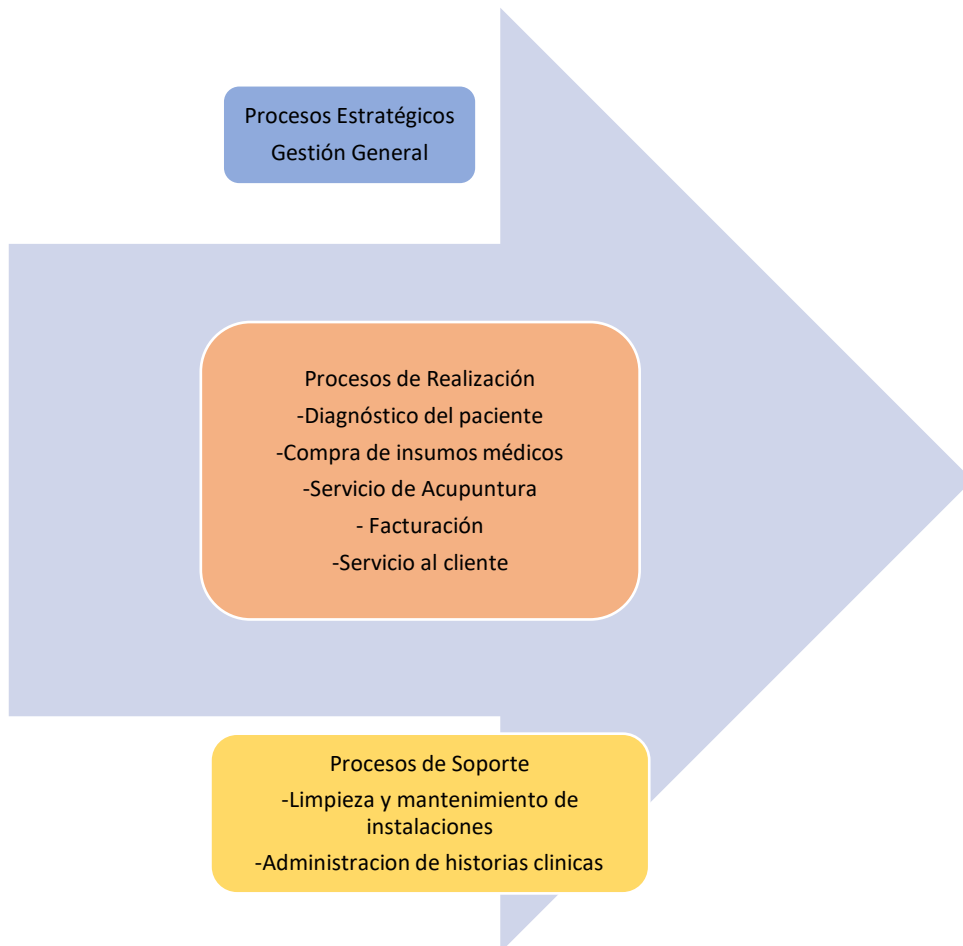 Procesos Estratégicos
Gestión General
Procesos de Realización
-Diagnóstico del paciente
-Compra de insumos médicos
-Servicio de Acupuntura
- Facturación
-Servicio al cliente
Procesos de Soporte
-Limpieza y mantenimiento de
instalaciones
-Administracion de historias clinicas